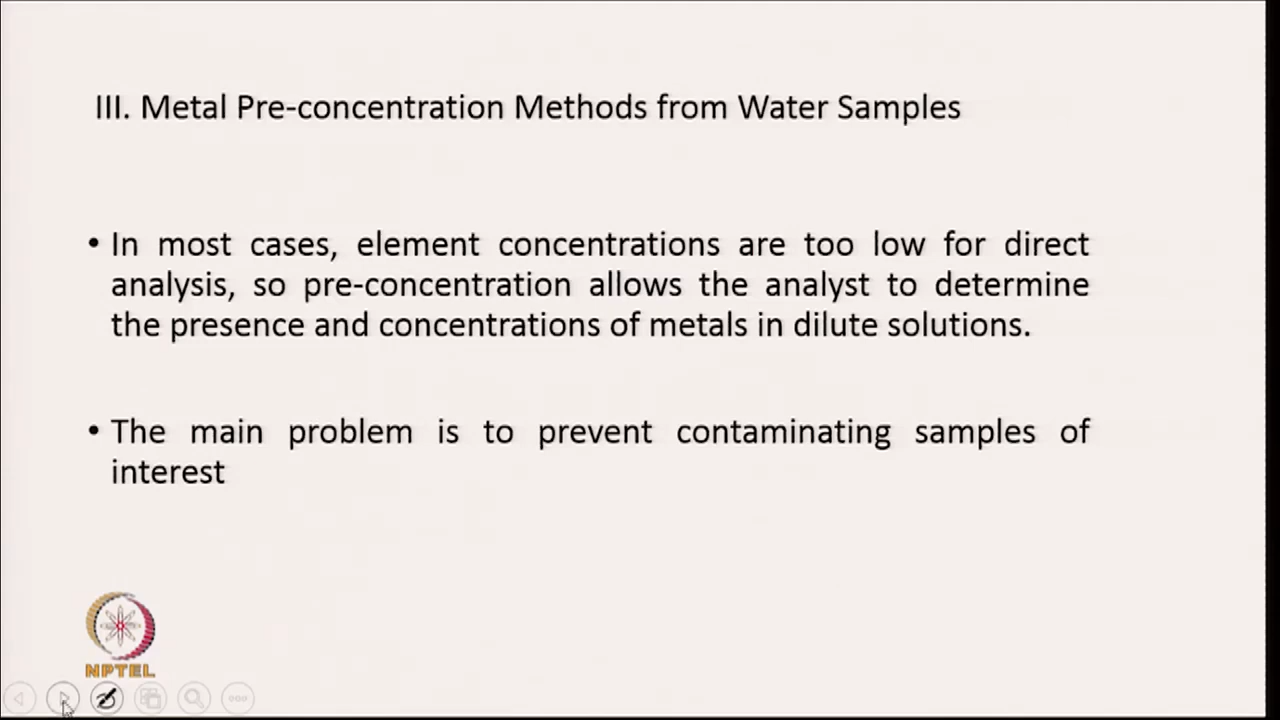 III. Metal Pre-concentration Methods from Water Samples
• In most cases, element concentrations are too low for direct
analysis, so pre-concentration allows the analyst to determine
the presence and concentrations of metals in dilute solutions.
• The main problem is to prevent contaminating samples of
interest
NPTEL